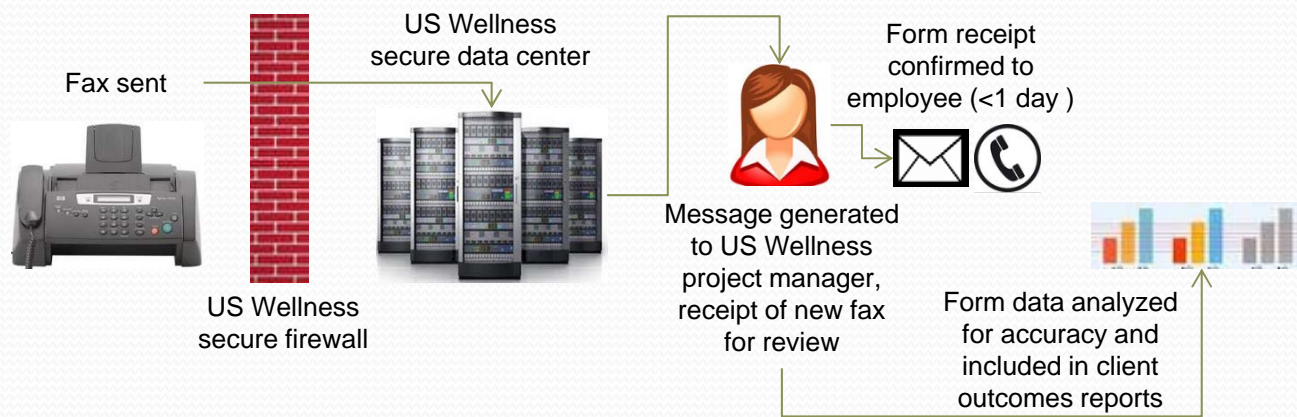 Fax sent
US Wellness
secure firewall
US Wellness
secure data center
Message generated
to US Wellness
project manager,
receipt of new fax
for review
Form receipt
confirmed to
employee (<1 day )
Form data analyzed
for accuracy and
included in client
outcomes reports